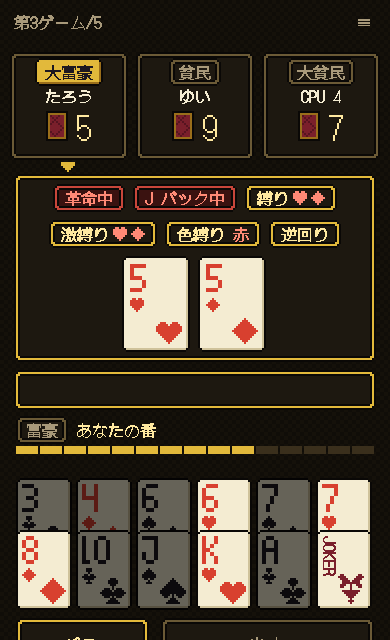 第3ゲーム/5
大富豪 貧民 大貧民
たろう ゆい CPU 4
5 9 7
革命中 Jバック中 縛り♥♦
激縛り♥♦ 色縛り 赤 逆回り
5 5
富豪 あなたの番
3 4 6 6 7 7
8 10 J K A JOKER